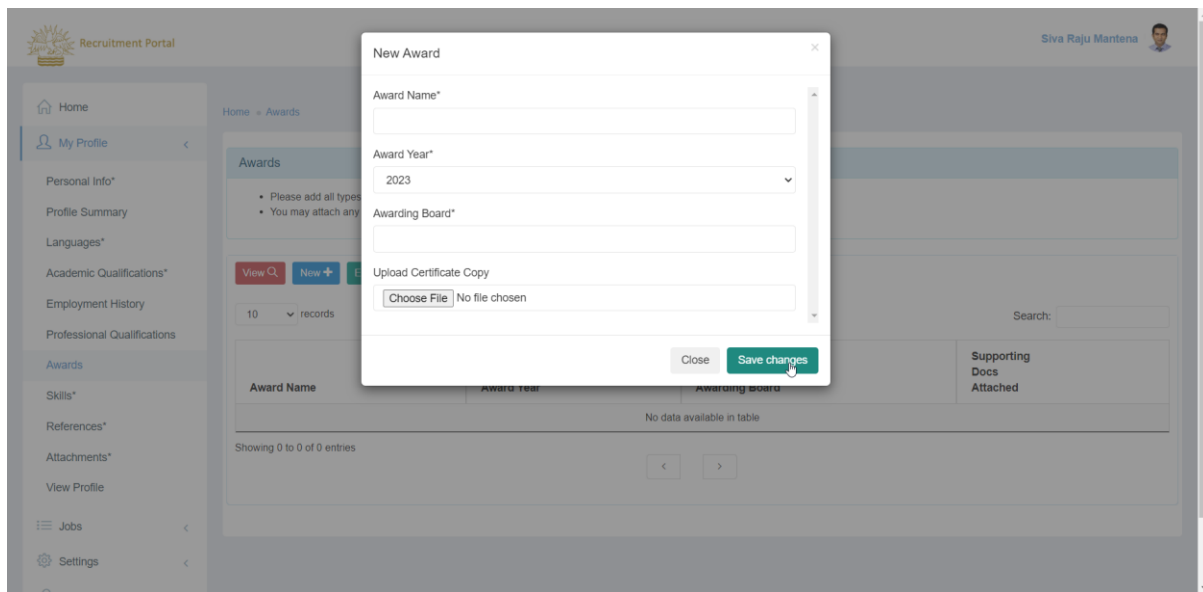 Recruitment Portal
Siva Raju Mantena
Home
My Profile
Personal Info*
Profile Summary
Languages*
Academic Qualifications*
Employment History
Professional Qualifications
Awards
Skills*
References*
Attachments*
View Profile
Jobs
Settings
Home
Awards
Awards
Please add all types
You may attach any
View
New
E
10 records
Search:
Award Name
Award Year
Awarding Board
Supporting
Docs
Attached
No data available in table
Showing 0 to 0 of 0 entries
New Award
Award Name*
Award Year*
2023
Awarding Board*
Upload Certificate Copy
Choose File No file chosen
Close
Save changes